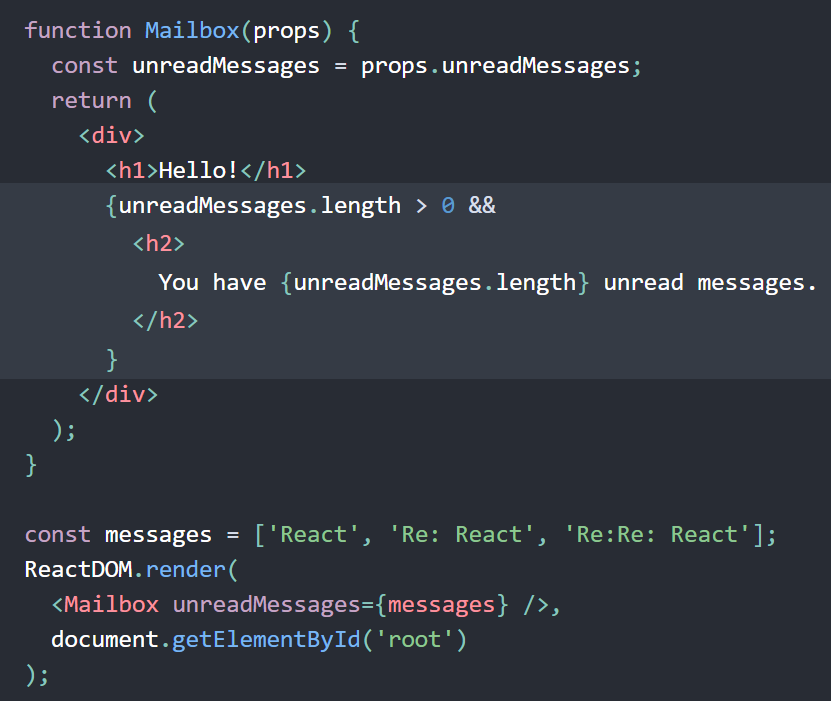 function Mailbox(props) {
  const unreadMessages = props.unreadMessages;
  return (
    <div>
      <h1>Hello!</h1>
      {unreadMessages.length > 0 &&
        <h2>
          You have {unreadMessages.length} unread messages.
        </h2>
      }
    </div>
  );
}

const messages = ['React', 'Re: React', 'Re:Re: React'];
ReactDOM.render(
  <Mailbox unreadMessages={messages} />,
  document.getElementById('root')
);